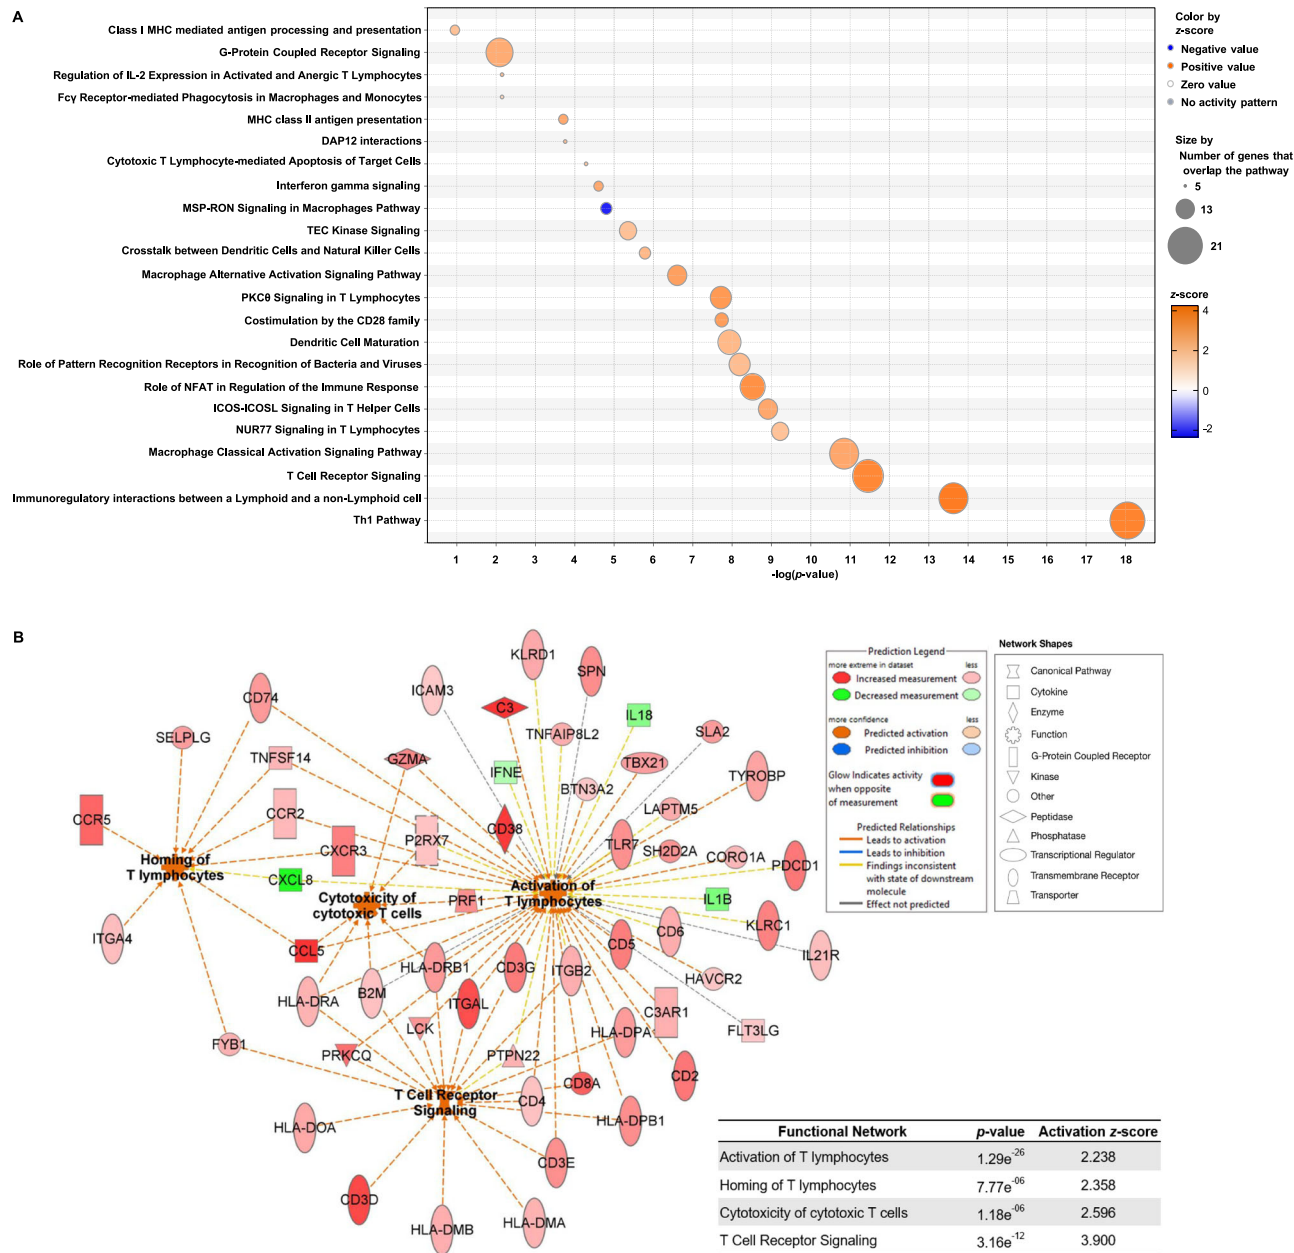 A
Class I MHC mediated antigen processing and presentation
G-Protein Coupled Receptor Signaling
Regulation of IL-2 Expression in Activated and Anergic T Lymphocytes
Fcγ Receptor-mediated Phagocytosis in Macrophages and Monocytes
MHC class II antigen presentation
DAP12 interactions
Cytotoxic T Lymphocyte-mediated Apoptosis of Target Cells
Interferon gamma signaling
MSP-RON Signaling in Macrophages Pathway
TEC Kinase Signaling
Crosstalk between Dendritic Cells and Natural Killer Cells
Macrophage Alternative Activation Signaling Pathway
PKCθ Signaling in T Lymphocytes
Costimulation by the CD28 family
Dendritic Cell Maturation
Role of Pattern Recognition Receptors in Recognition of Bacteria and Viruses
Role of NFAT in Regulation of the Immune Response
ICOS-ICOSL Signaling in T Helper Cells
NUR77 Signaling in T Lymphocytes
Macrophage Classical Activation Signaling Pathway
T Cell Receptor Signaling
Immunoregulatory interactions between a Lymphoid and a non-Lymphoid cell
Th1 Pathway
1 2 3 4 5 6 7 8 9 10 11 12 13 14 15 16 17 18
-log(p-value)
Color by
z-score
Negative value
Positive value
Zero value
No activity pattern
Size by
Number of genes that
overlap the pathway
5
13
21
z-score
4
2
0
-2
B
KLRD1
SPN
ICAM3
CD74
C3
IL18
SELPLG
TNFAIP8L2
SLA2
TNFSF14
GZMA
IFNE
TBX21
TYROBP
BTN3A2
CCR5
CCR2
LAPTM5
P2RX7
CD38
CXCR3
TLR7
SH2D2A
CORO1A
PDCD1
Homing of
T lymphocytes
CXCL8
Cytotoxicity of
cytotoxic T cells
PRF1
Activation of
T lymphocytes
IL1B
KLRC1
ITGA4
CCL5
CD5
CD6
IL21R
HLA-DRB1
CD3G
ITGB2
HAVCR2
HLA-DRA
B2M
ITGAL
C3AR1
FLT3LG
LCK
HLA-DPA
FYB1
PRKCQ
PTPN22
CD8A
CD2
T Cell Receptor
Signaling
CD4
HLA-DOA
HLA-DPB1
CD3E
CD3D
HLA-DMB
HLA-DMA
Prediction Legend
more extreme in dataset less
Increased measurement
Decreased measurement
more confidence less
Predicted activation
Predicted inhibition
Glow Indicates activity
when opposite
of measurement
Predicted Relationships
Leads to activation
Leads to inhibition
Findings inconsistent
with state of downstream
molecule
Effect not predicted
Network Shapes
Canonical Pathway
Cytokine
Enzyme
Function
G-Protein Coupled Receptor
Kinase
Other
Peptidase
Phosphatase
Transcriptional Regulator
Transmembrane Receptor
Transporter
Functional Network p-value Activation z-score
Activation of T lymphocytes 1.29e-26 2.238
Homing of T lymphocytes 7.77e-06 2.358
Cytotoxicity of cytotoxic T cells 1.18e-06 2.596
T Cell Receptor Signaling 3.16e-12 3.900